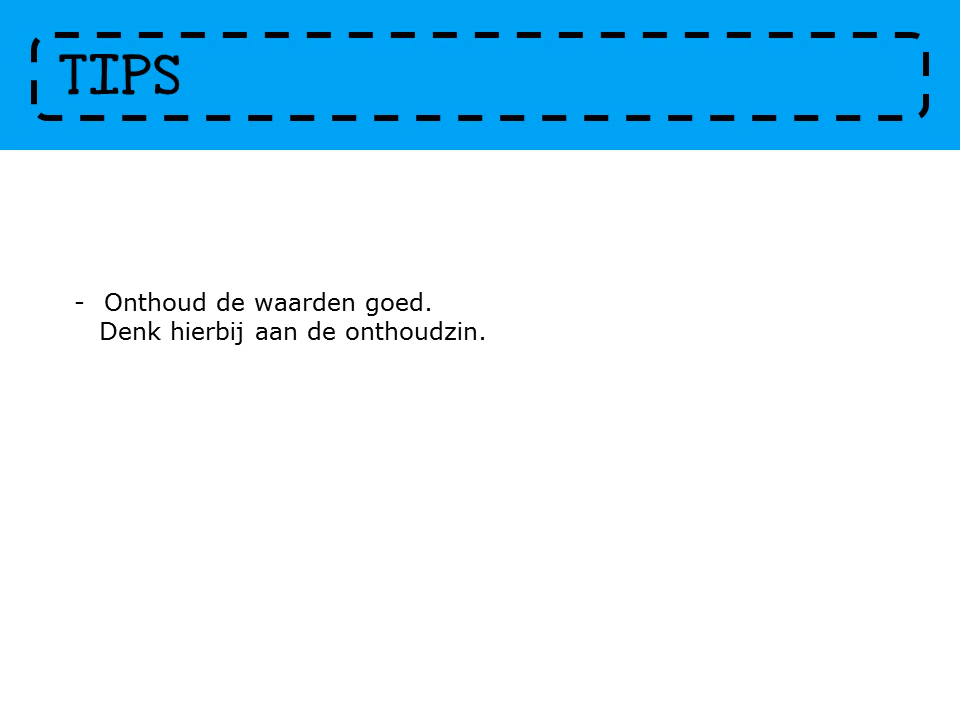 TIPS
- Onthoud de waarden goed.
Denk hierbij aan de onthoudzin.